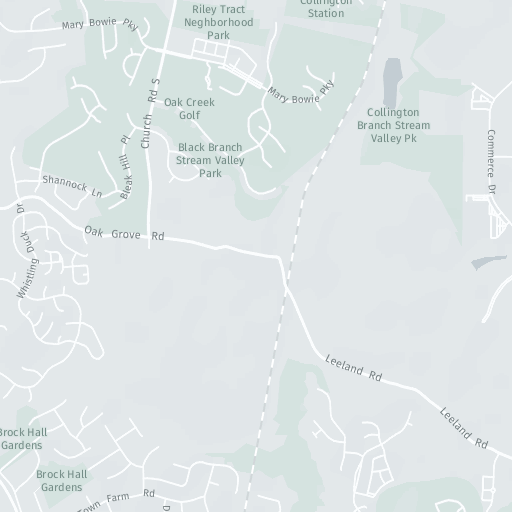 Riley Tract
Neghborhood
Park
Collington
Station
Mary Bowie Pky
Mary Bowie Pky
Church Rd S
Oak Creek
Golf
Collington
Branch Stream
Valley Pk
Black Branch
Stream Valley
Park
Commerce Dr
Bleak Hill Pl
Shannock Ln
Whistling Duck Dr
Oak Grove Rd
Leeland Rd
Leeland Rd
Brock Hall
Gardens
Brock Hall
Gardens
Town Farm Rd
D